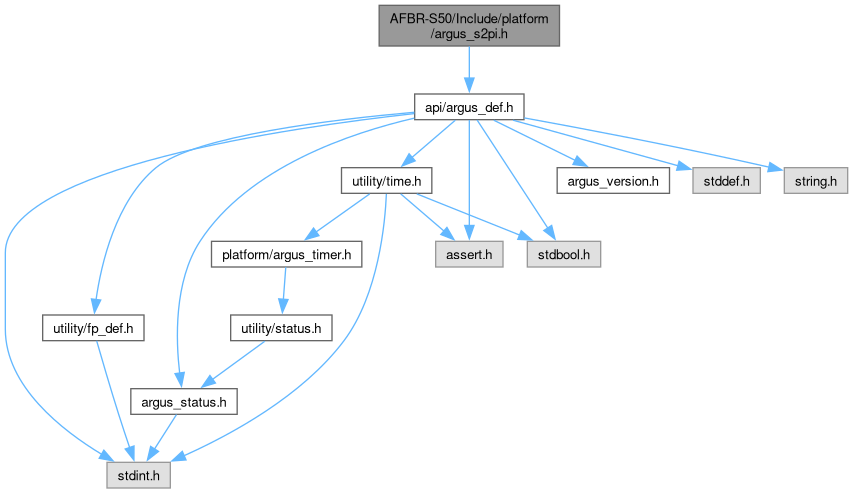 AFBR-S50/Include/platform
/argus_s2pi.h
api/argus_def.h
utility/time.h
argus_version.h
stddef.h
string.h
platform/argus_timer.h
assert.h
stdbool.h
utility/fp_def.h
utility/status.h
argus_status.h
stdint.h